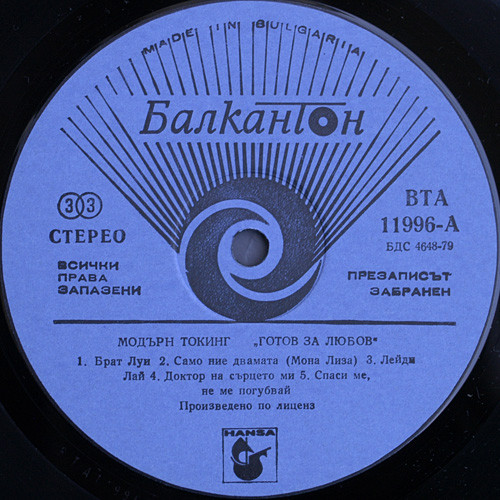 MADE IN BULGARIA
Балкантон
33
СТЕРЕО
ВТА
11996-А
БДС 4648-79
ВСИЧКИ
ПРАВА
ЗАПАЗЕНИ
ПРЕЗАПИСЪТ
ЗАБРАНЕН
МОДЪРН ТОКИНГ „ГОТОВ ЗА ЛЮБОВ"
1. Брат Луи 2. Само ние двамата (Мона Лиза) 3. Лейди
Лай 4. Доктор на сърцето ми 5. Спаси ме,
не ме погубвай
Произведено по лиценз
HANSA